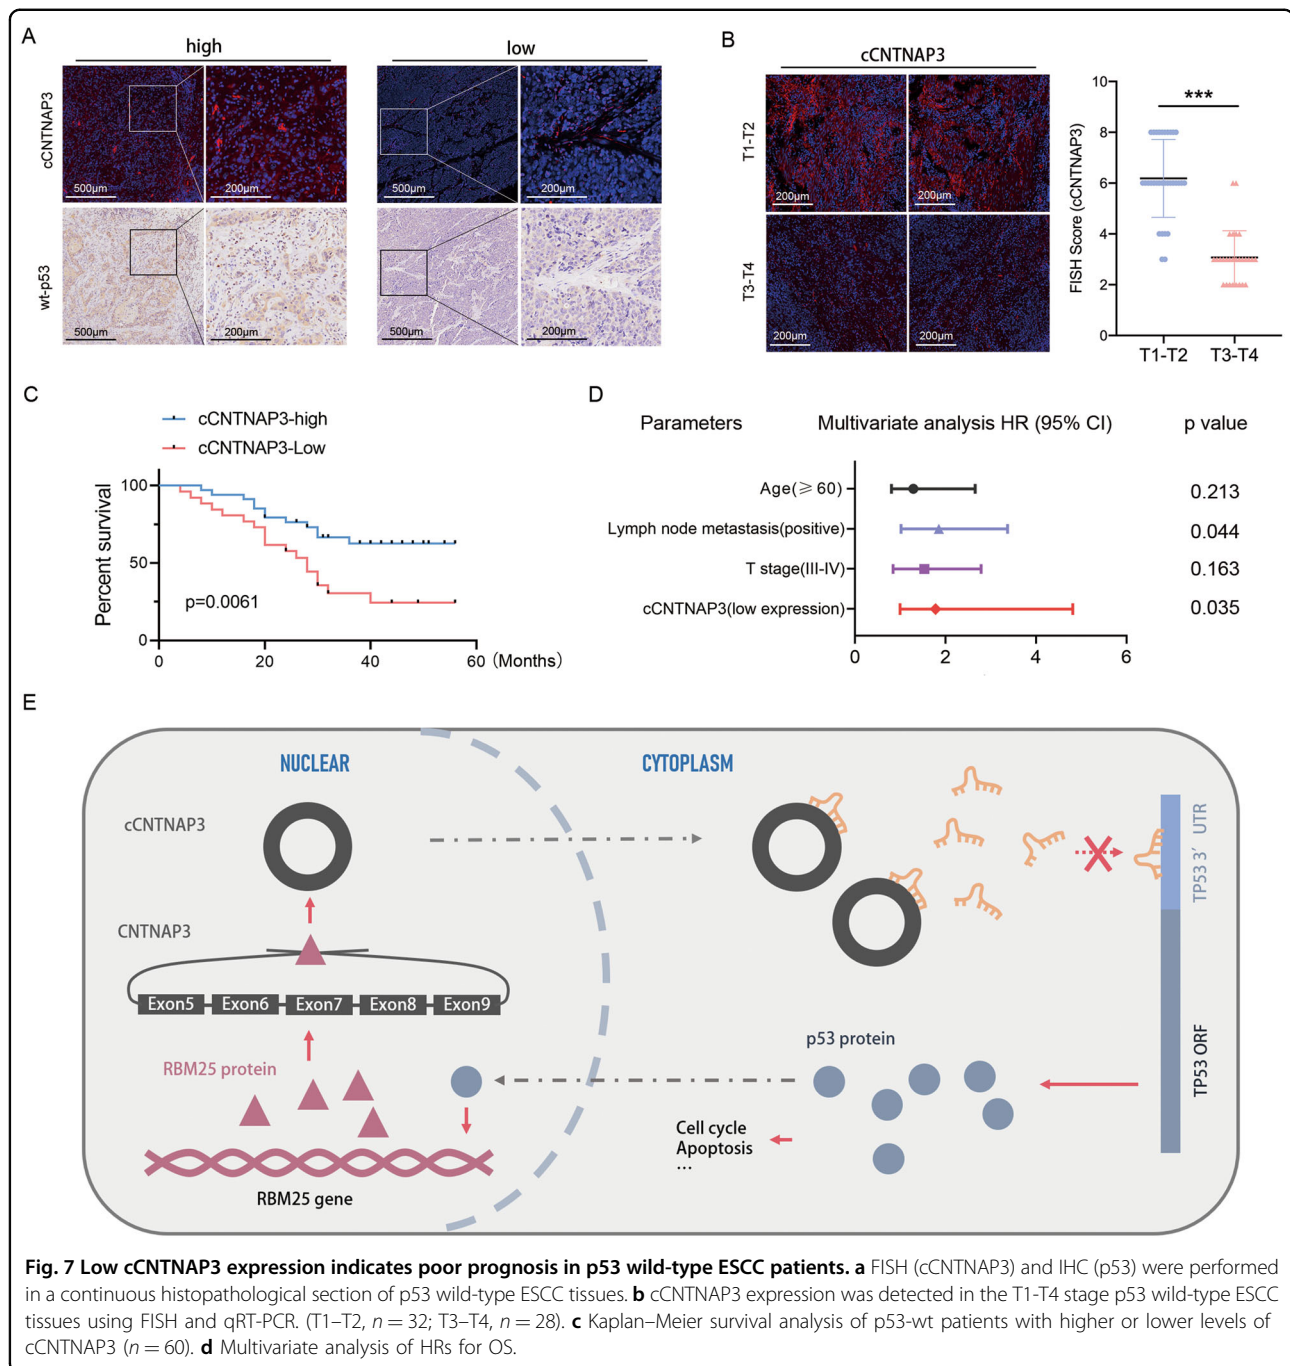 A
high
low
cCNTNAP3
500μm
200μm
500μm
200μm
wt-p53
500μm
200μm
500μm
200μm
B
cCNTNAP3
T1-T2
200μm
200μm
T3-T4
200μm
200μm
FISH Score (cCNTNAP3)
10
8
6
4
2
0
***
T1-T2 T3-T4
C
cCNTNAP3-high
cCNTNAP3-Low
Percent survival
100
50
0
p=0.0061
0 20 40 60 (Months)
D
Parameters Multivariate analysis HR (95% CI) p value
Age(≥60) 0.213
Lymph node metastasis(positive) 0.044
T stage(III-IV) 0.163
cCNTNAP3(low expression) 0.035
0 2 4 6
E
NUCLEAR CYTOPLASM
cCNTNAP3
CNTNAP3
Exon5 Exon6 Exon7 Exon8 Exon9
RBM25 protein
RBM25 gene
p53 protein
Cell cycle
Apoptosis
...
TP53 3' UTR
TP53 ORF
Fig. 7 Low cCNTNAP3 expression indicates poor prognosis in p53 wild-type ESCC patients. a FISH (cCNTNAP3) and IHC (p53) were performed
in a continuous histopathological section of p53 wild-type ESCC tissues. b cCNTNAP3 expression was detected in the T1-T4 stage p53 wild-type ESCC
tissues using FISH and qRT-PCR. (T1–T2, n = 32; T3–T4, n = 28). c Kaplan–Meier survival analysis of p53-wt patients with higher or lower levels of
cCNTNAP3 (n = 60). d Multivariate analysis of HRs for OS.